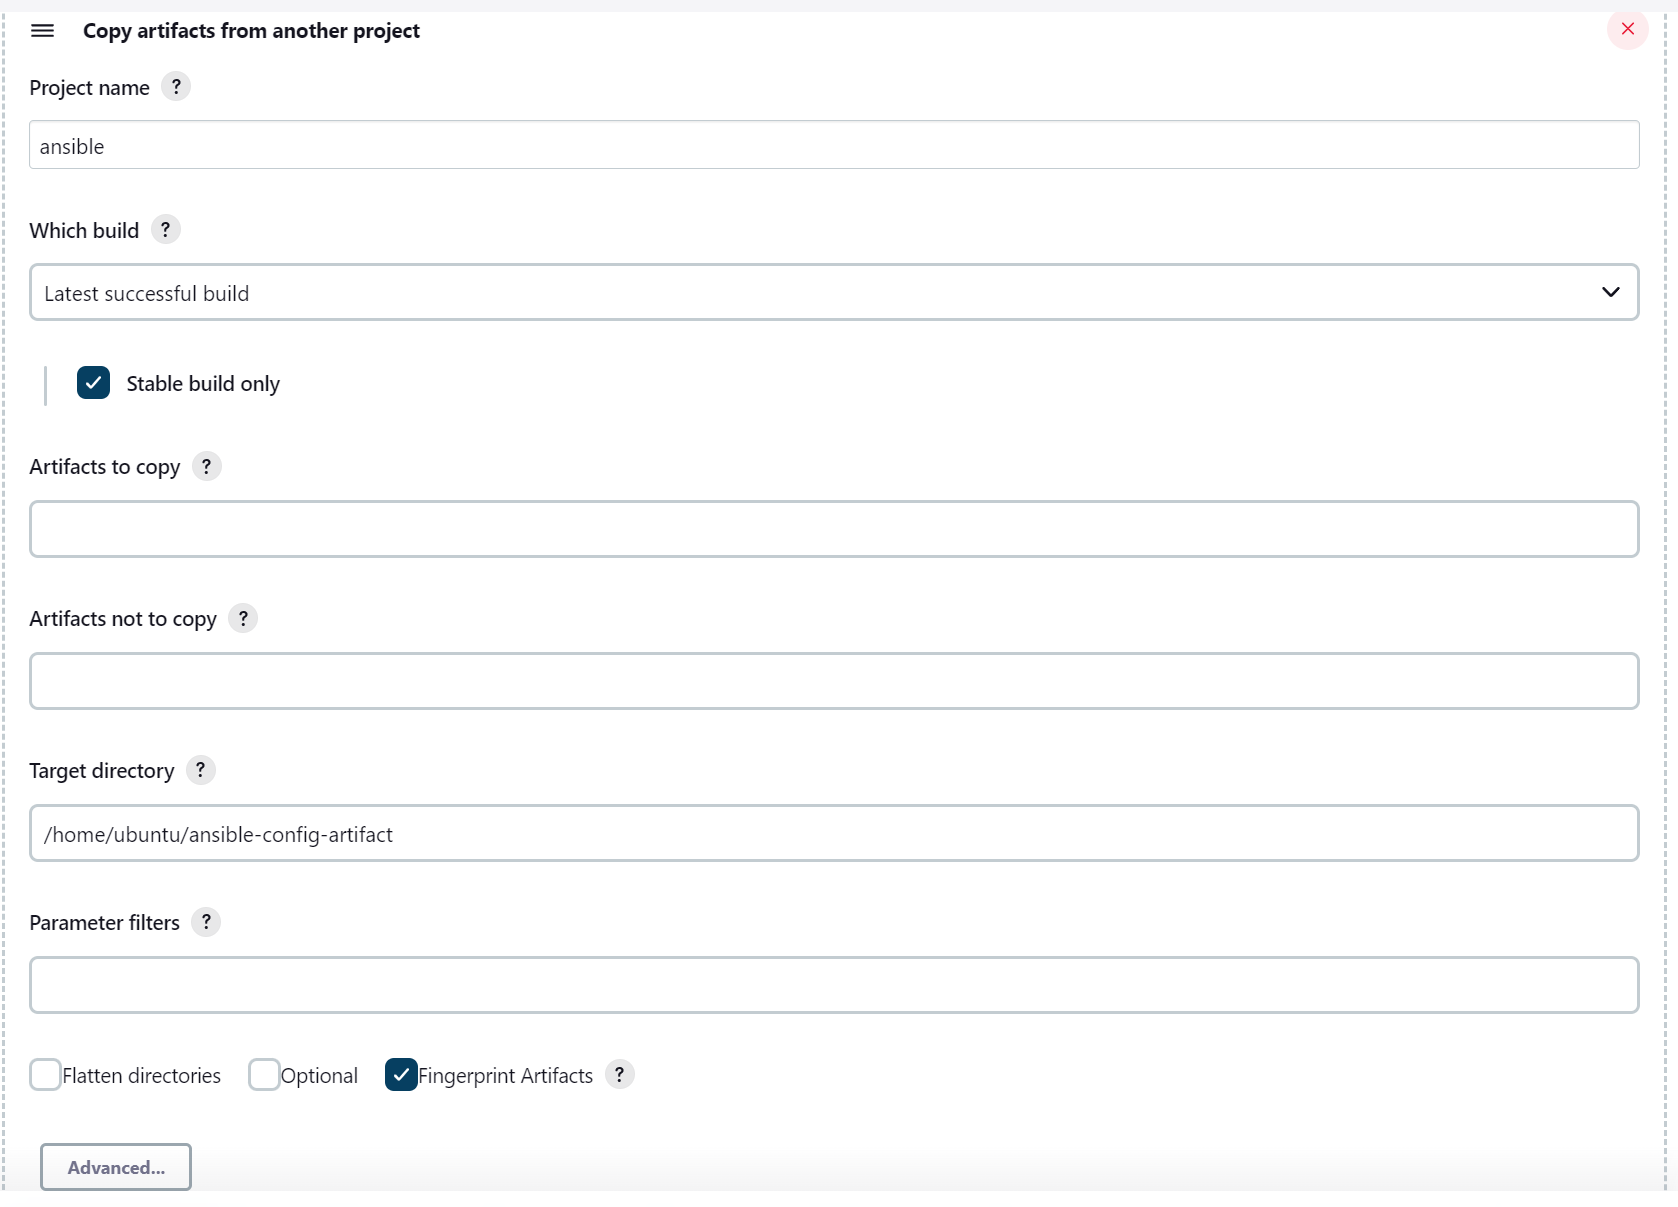 Copy artifacts from another project
Project name ?
ansible
Which build ?
Latest successful build
Stable build only
Artifacts to copy ?
Artifacts not to copy ?
Target directory ?
/home/ubuntu/ansible-config-artifact
Parameter filters ?
Flatten directories Optional Fingerprint Artifacts ?
Advanced...